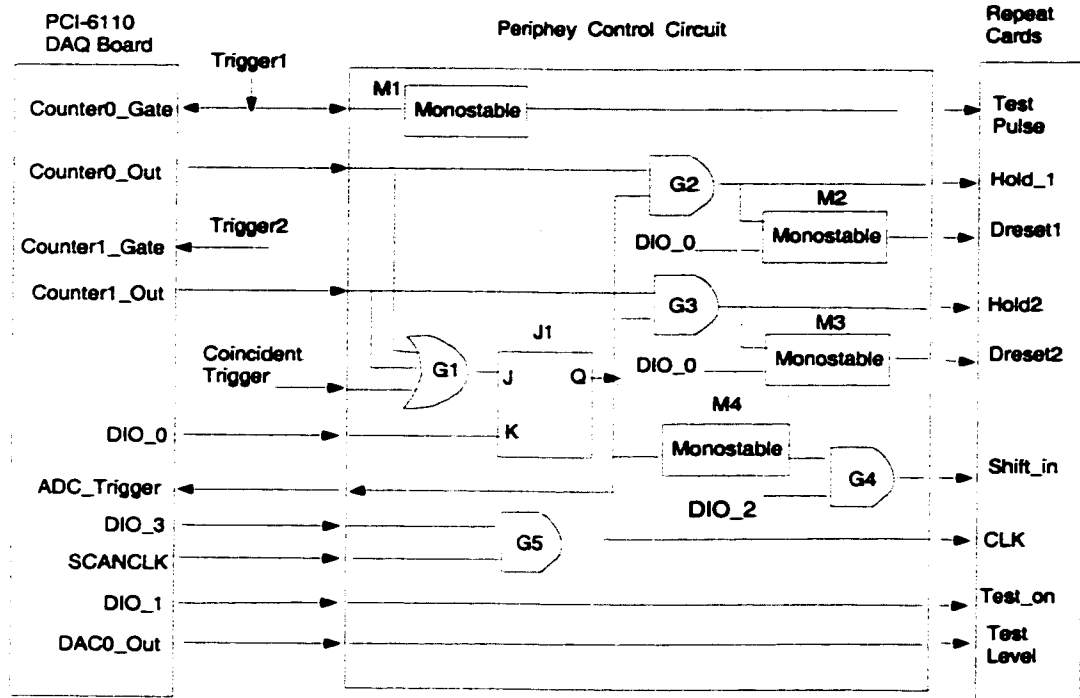 PCI-6110
DAQ Board
Periphey Control Circuit
Repeat
Cards
Trigger1
Counter0_Gate
M1
Monostable
Test
Pulse
Counter0_Out
G2
Hold_1
M2
Trigger2
Counter1_Gate
DIO_0
Monostable
Dreset1
Counter1_Out
G3
Hold2
J1
M3
Coincident
Trigger
G1
J
Q
DIO_0
Monostable
Dreset2
M4
DIO_0
K
Monostable
G4
Shift_in
ADC_Trigger
DIO_2
DIO_3
G5
CLK
SCANCLK
DIO_1
Test_on
DAC0_Out
Test
Level